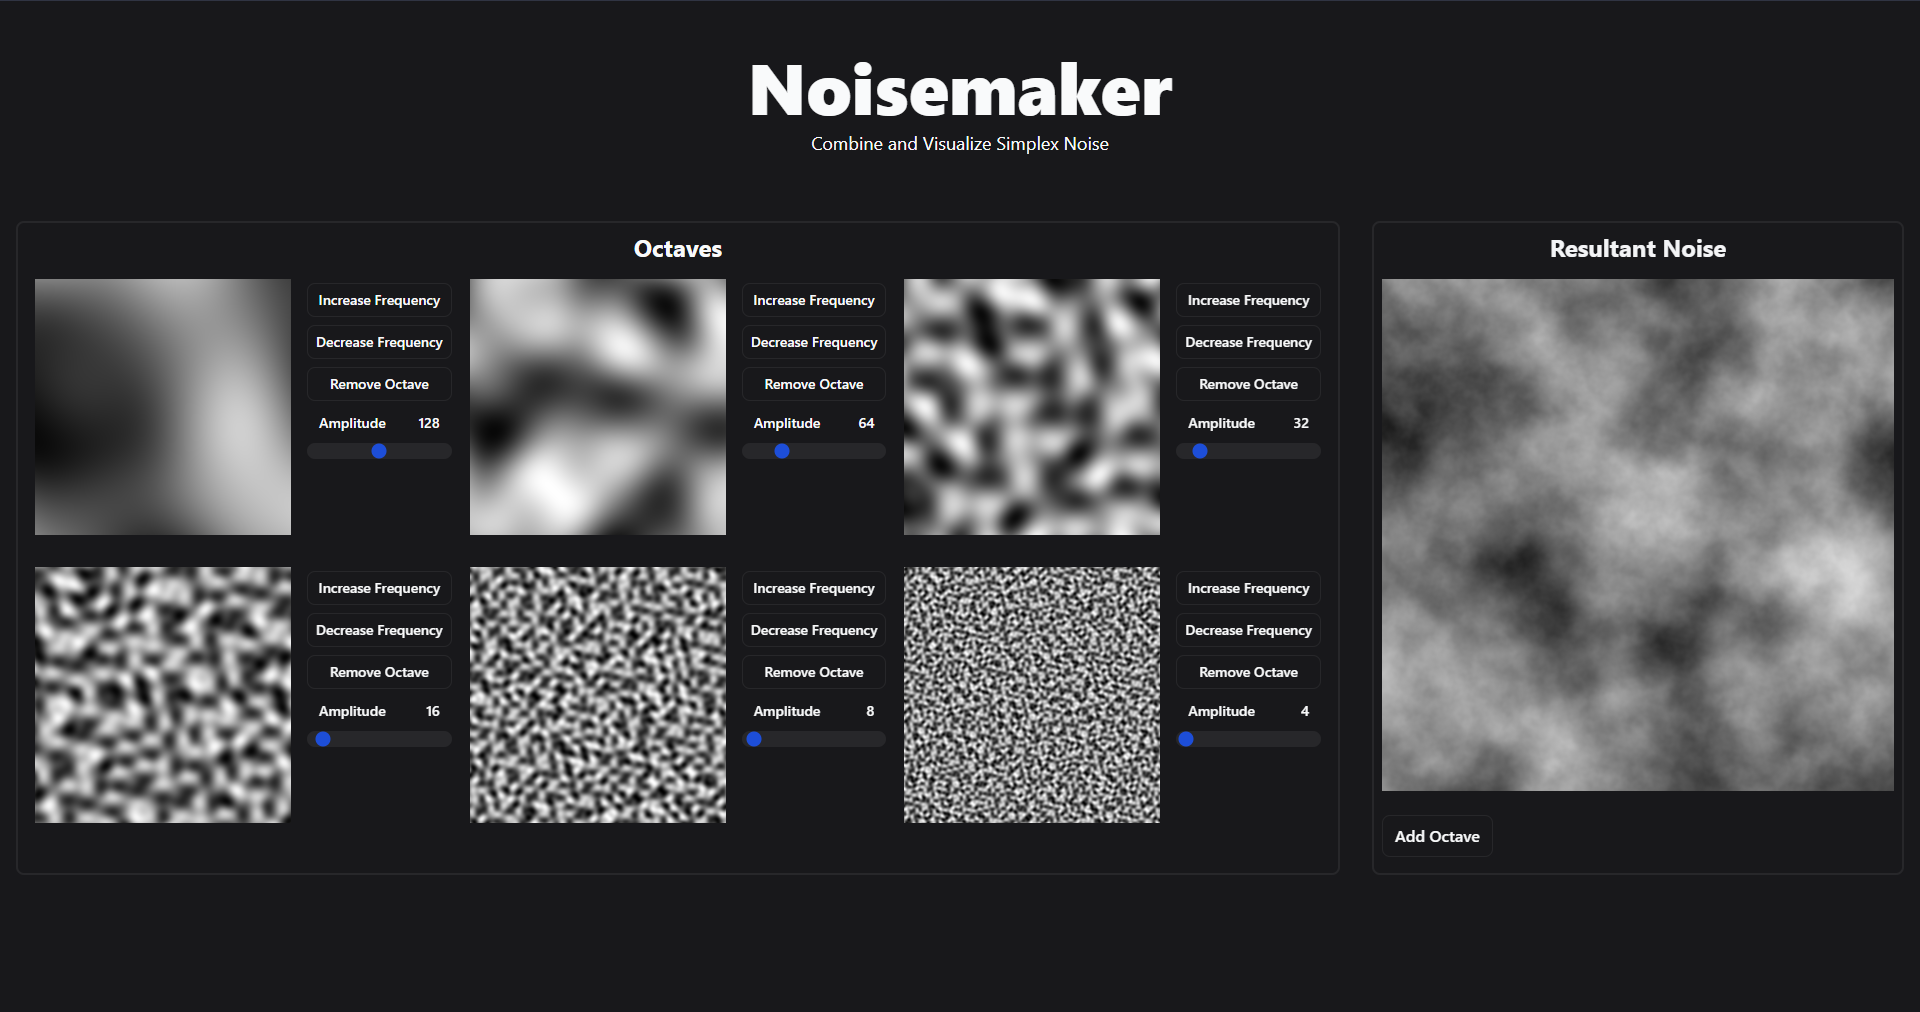 Noisemaker
Combine and Visualize Simplex Noise
Octaves
Increase Frequency
Decrease Frequency
Remove Octave
Amplitude 128
Increase Frequency
Decrease Frequency
Remove Octave
Amplitude 64
Increase Frequency
Decrease Frequency
Remove Octave
Amplitude 32
Increase Frequency
Decrease Frequency
Remove Octave
Amplitude 16
Increase Frequency
Decrease Frequency
Remove Octave
Amplitude 8
Increase Frequency
Decrease Frequency
Remove Octave
Amplitude 4
Resultant Noise
Add Octave